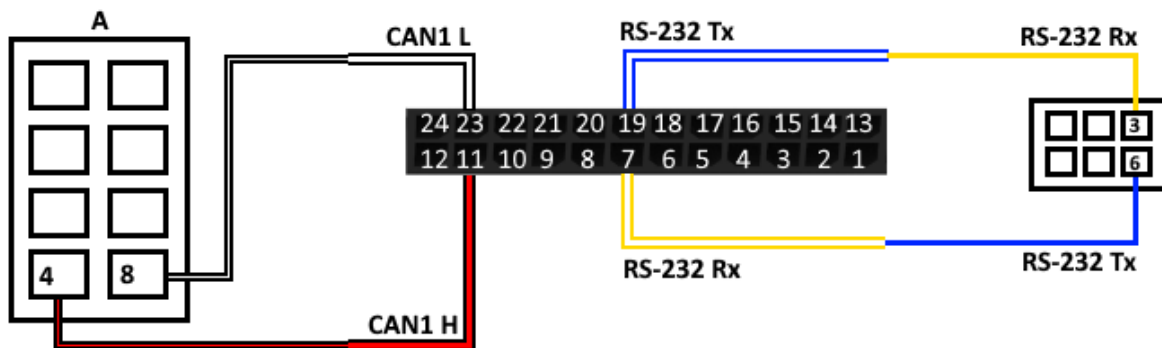 A
CAN1 L
RS-232 Tx
RS-232 Rx
24 23 22 21 20 19 18 17 16 15 14 13
12 11 10 9 8 7 6 5 4 3 2 1
3
6
4
8
RS-232 Rx
RS-232 Tx
CAN1 H